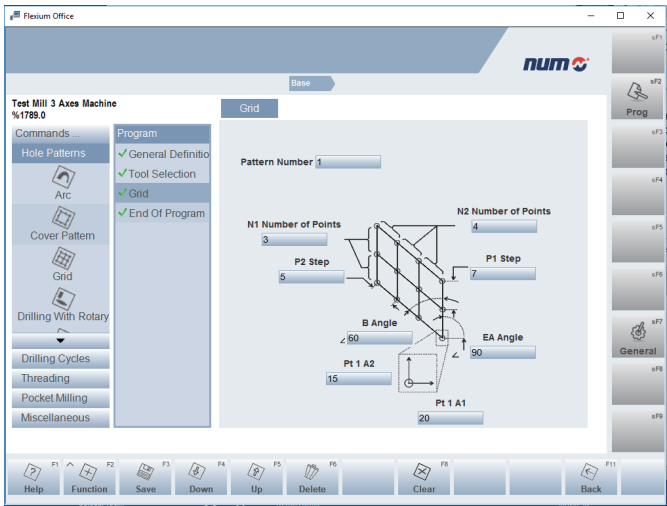 Flexium Office
num
Base
Test Mill 3 Axes Machine
%1789.0
Commands ...
Hole Patterns
Arc
Cover Pattern
Grid
Drilling With Rotary
Drilling Cycles
Threading
Pocket Milling
Miscellaneous
Program
General Definitio
Tool Selection
Grid
End Of Program
Grid
Pattern Number 1
N1 Number of Points
3
N2 Number of Points
4
P2 Step
5
P1 Step
7
B Angle
∠ 60
EA Angle
∠ 90
Pt 1 A2
15
Pt 1 A1
20
sF1
sF2
Prog
sF3
sF4
sF5
sF6
sF7
General
sF8
sF9
F1
Help
F2
Function
F3
Save
F4
Down
F5
Up
F6
Delete
F8
Clear
F11
Back